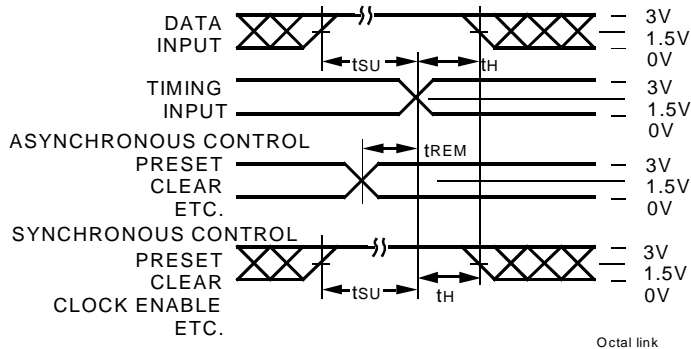 DATA
INPUT
tSU
tH
3V
1.5V
0V
TIMING
INPUT
3V
1.5V
0V
ASYNCHRONOUS CONTROL
PRESET
CLEAR
ETC.
tREM
3V
1.5V
0V
SYNCHRONOUS CONTROL
PRESET
CLEAR
CLOCK ENABLE
ETC.
tSU
tH
3V
1.5V
0V
Octal link